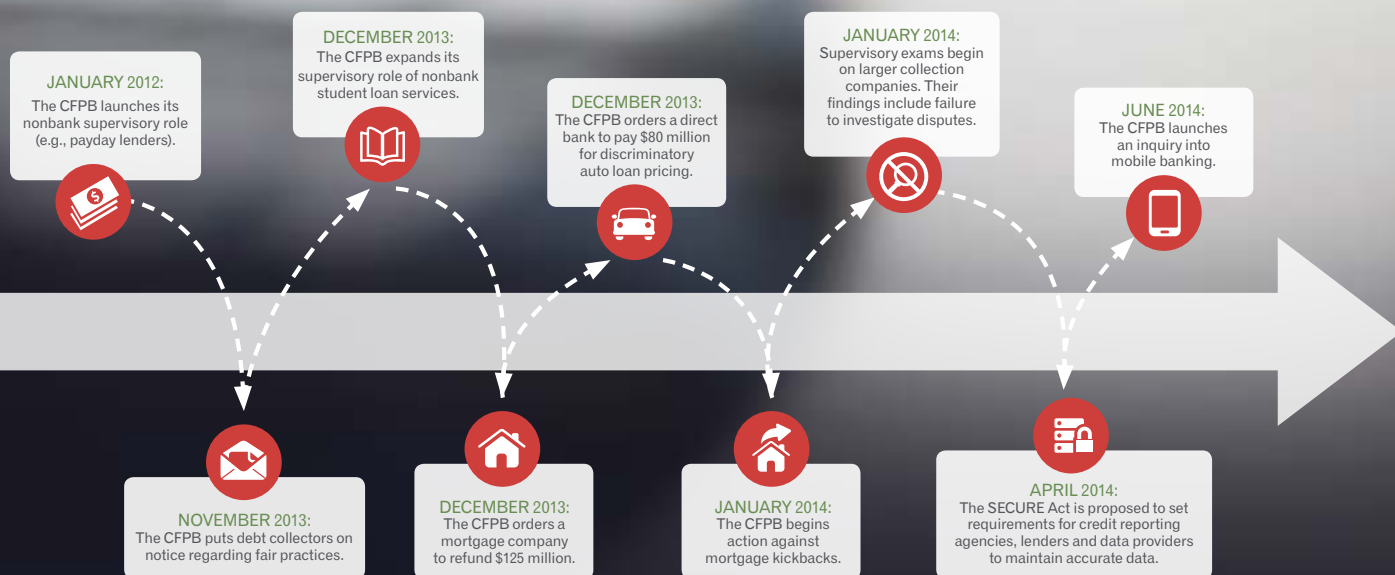 JANUARY 2012:
The CFPB launches its
nonbank supervisory role
(e.g., payday lenders).
NOVEMBER 2013:
The CFPB puts debt collectors on
notice regarding fair practices.
DECEMBER 2013:
The CFPB expands its
supervisory role of nonbank
student loan services.
DECEMBER 2013:
The CFPB orders a
mortgage company
to refund $125 million.
DECEMBER 2013:
The CFPB orders a direct
bank to pay $80 million
for discriminatory
auto loan pricing.
JANUARY 2014:
The CFPB begins
action against
mortgage kickbacks.
JANUARY 2014:
Supervisory exams begin
on larger collection
companies. Their
findings include failure
to investigate disputes.
APRIL 2014:
The SECURE Act is proposed to set
requirements for credit reporting
agencies, lenders and data providers
to maintain accurate data.
JUNE 2014:
The CFPB launches
an inquiry into
mobile banking.
$